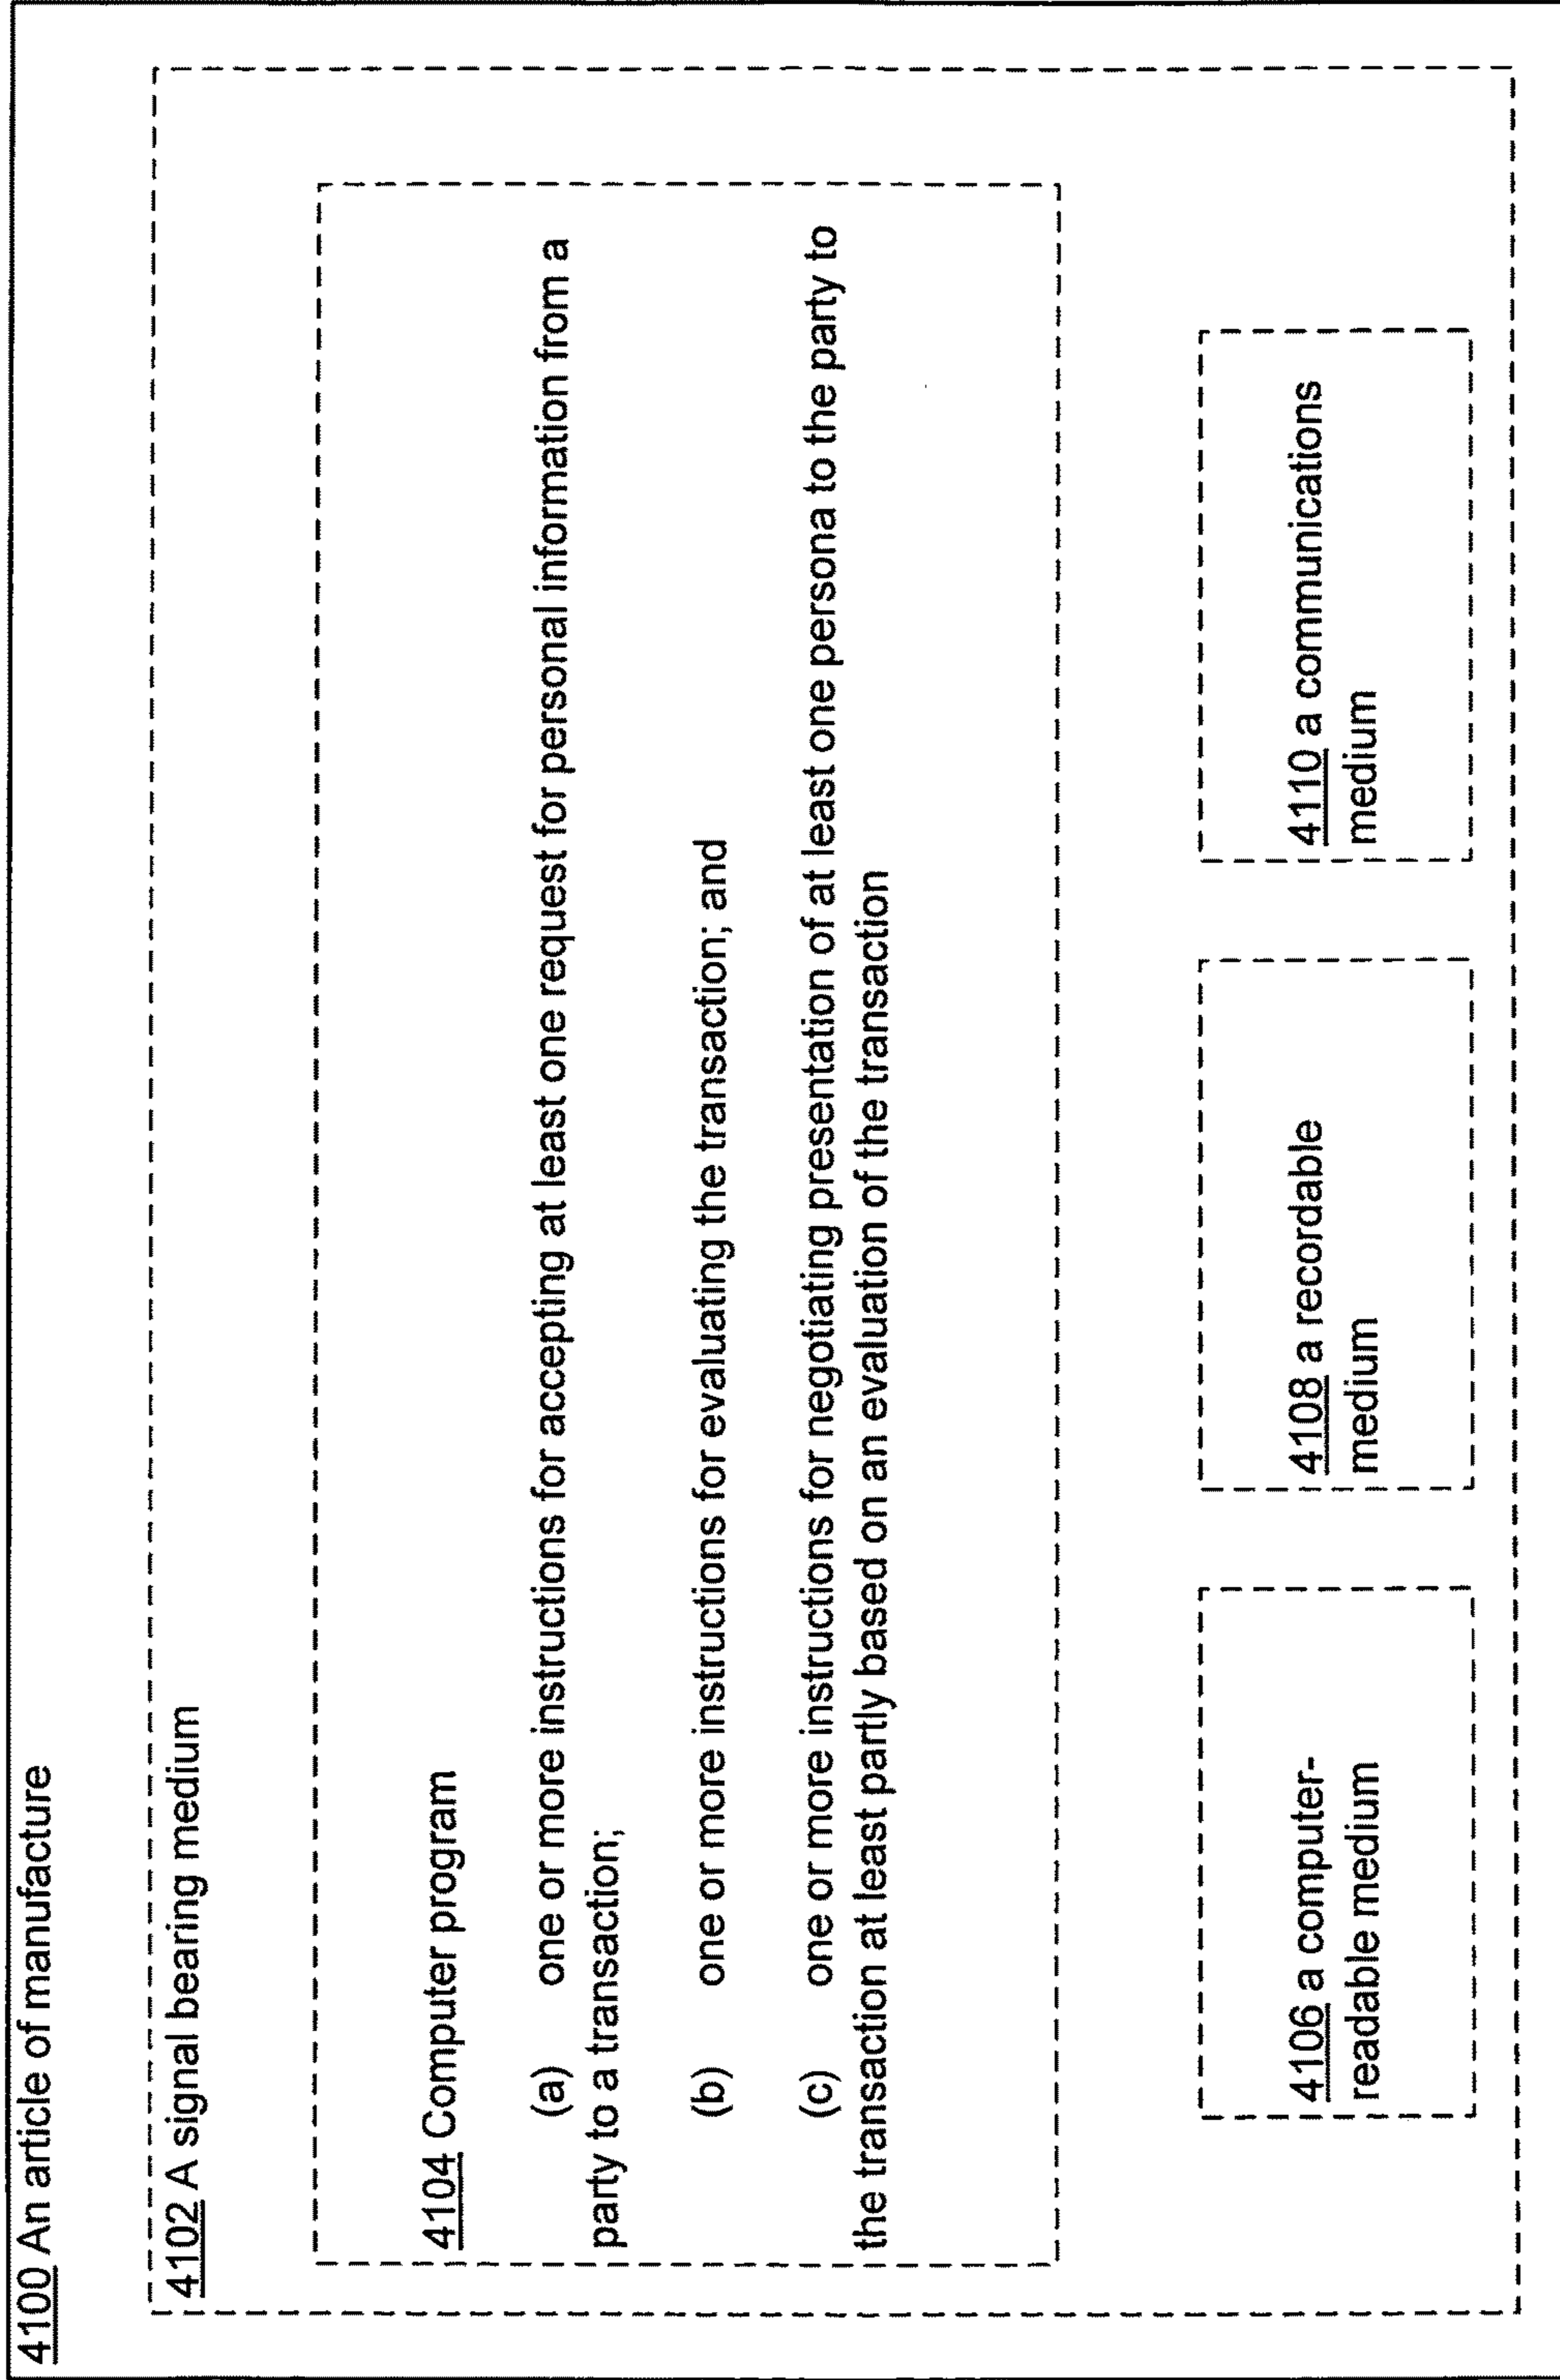 4100 An article of manufacture
4102 A signal bearing medium
4104 Computer program
(a) one or more instructions for accepting at least one request for personal information from a
party to a transaction;
(b) one or more instructions for evaluating the transaction; and
(c) one or more instructions for negotiating presentation of at least one persona to the party to
the transaction at least partly based on an evaluation of the transaction
4106 a computer-
readable medium
4108 a recordable
medium
4110 a communications
medium